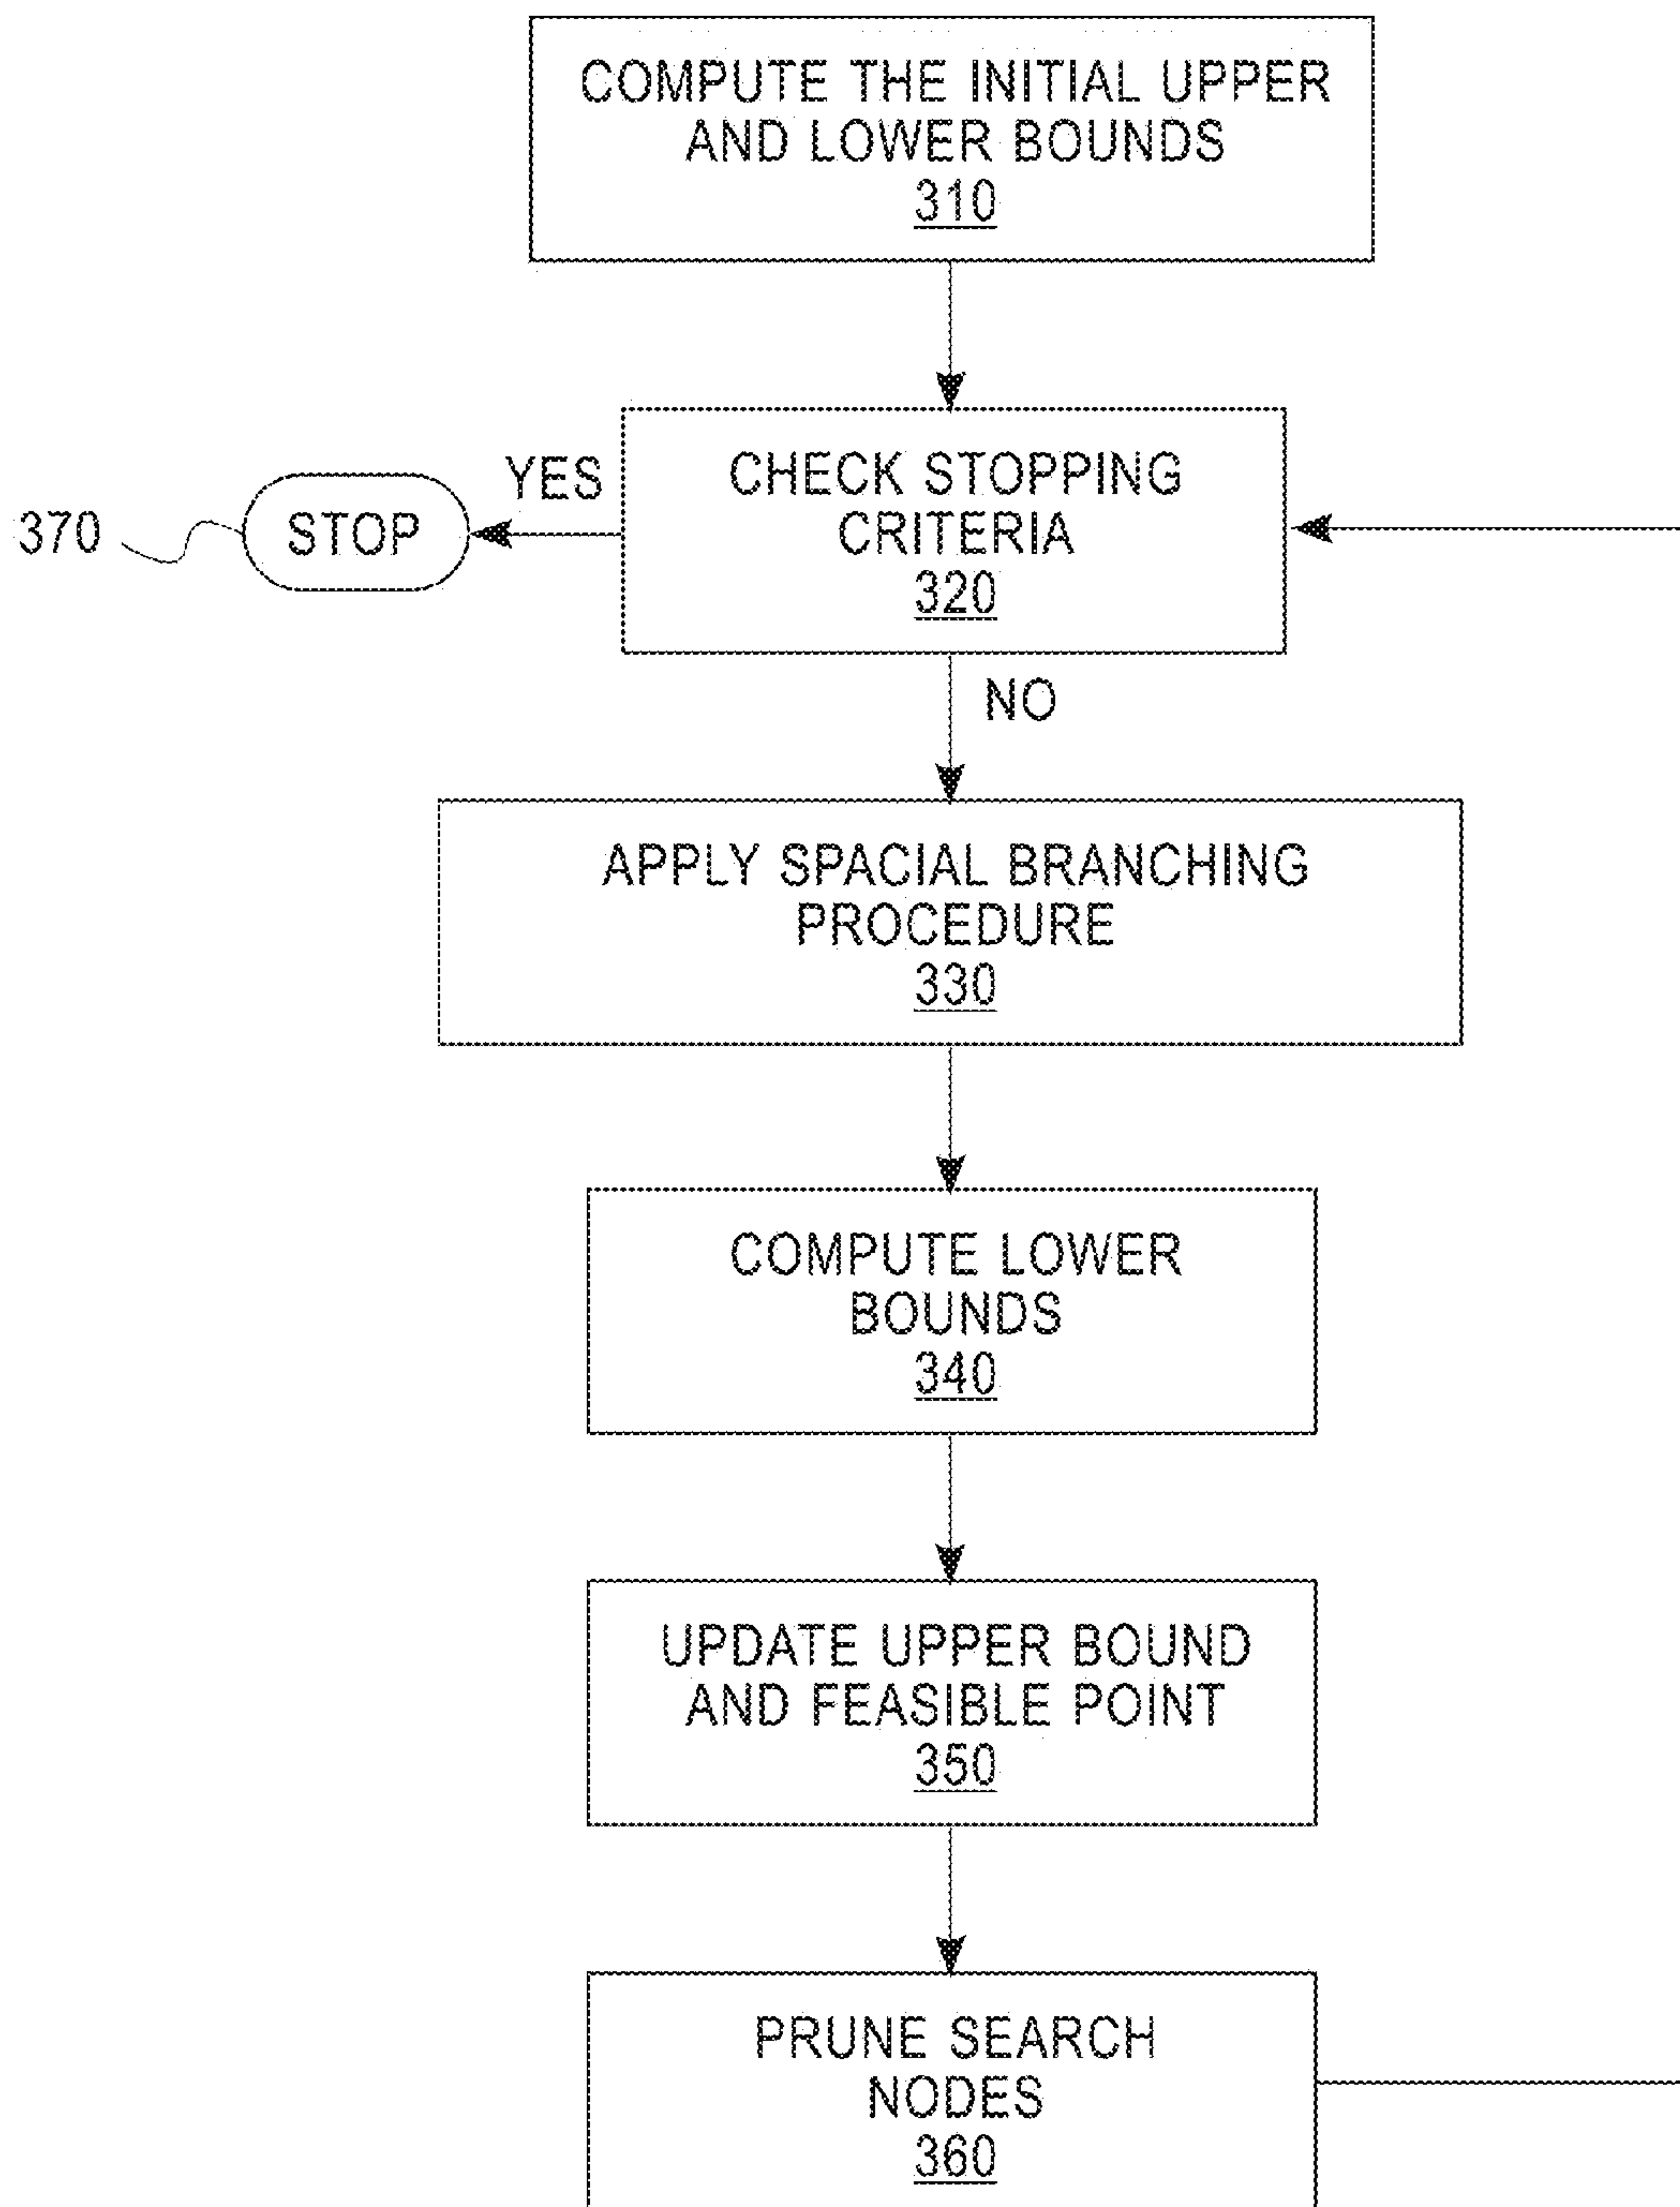 COMPUTE THE INITIAL UPPER
AND LOWER BOUNDS
310
CHECK STOPPING
CRITERIA
320
YES
STOP
370
NO
APPLY SPACIAL BRANCHING
PROCEDURE
330
COMPUTE LOWER
BOUNDS
340
UPDATE UPPER BOUND
AND FEASIBLE POINT
350
PRUNE SEARCH
NODES
360